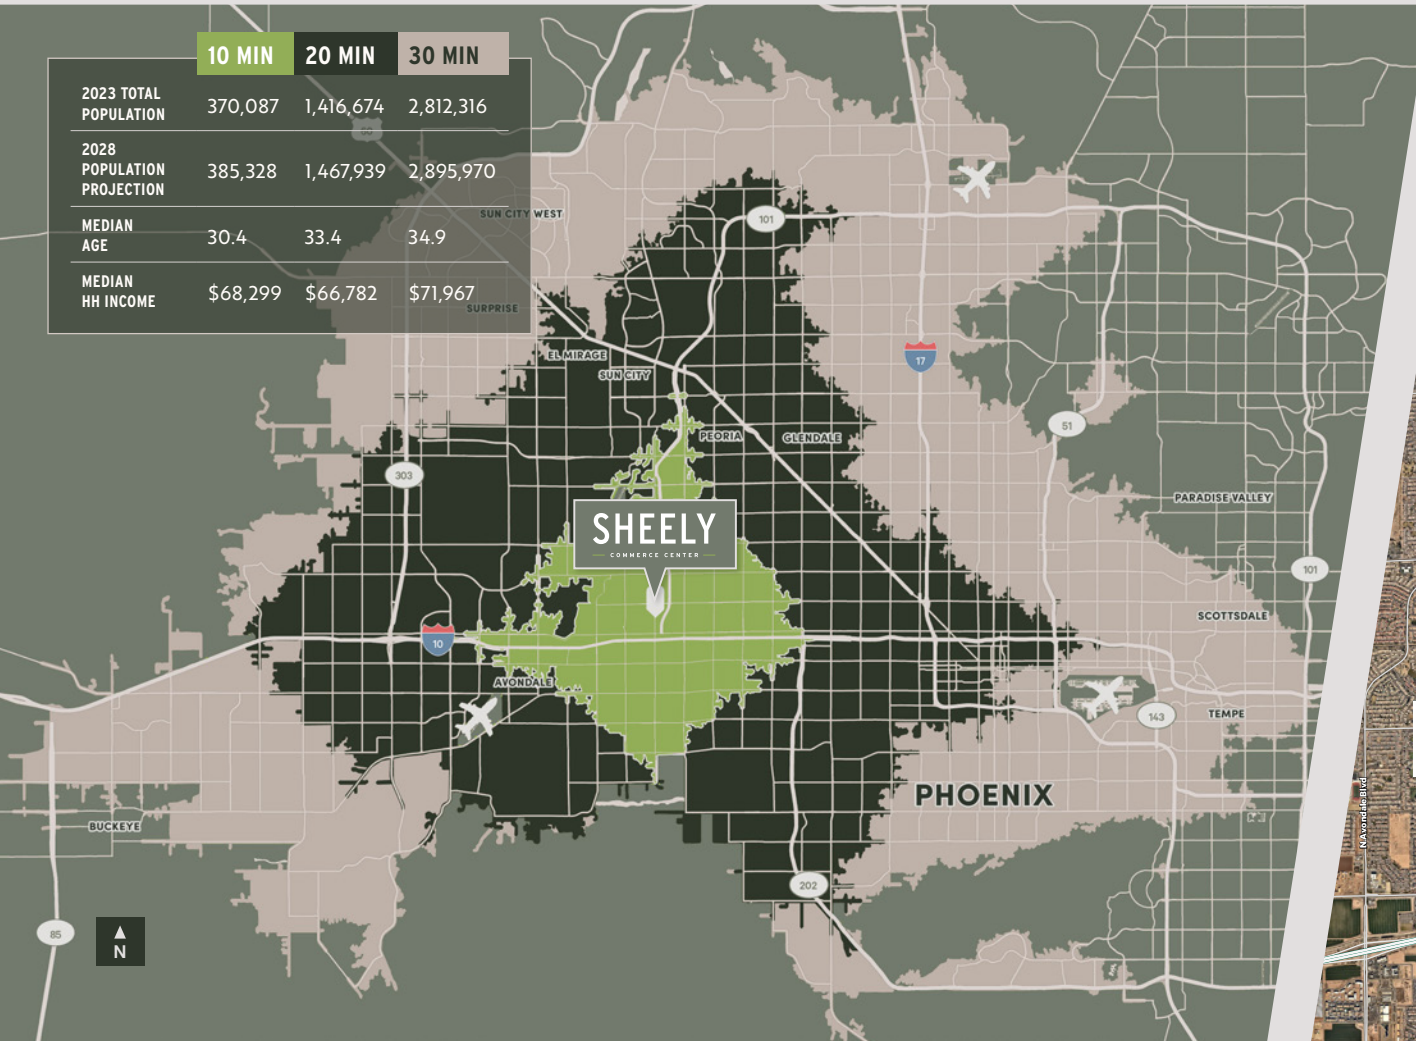 10 MIN 20 MIN 30 MIN
2023 TOTAL
POPULATION
370,087 1,416,674 2,812,316
60
2028
POPULATION
PROJECTION
385,328 1,467,939 2,895,970
MEDIAN
AGE
30.4 33.4 34.9
MEDIAN
HH INCOME
$68,299 $66,782 $71,967
SUN CITY WEST
101
SURPRISE
EL MIRAGE
17
SUN CITY
51
PEORIA
GLENDALE
303
PARADISE VALLEY
SHEELY
COMMERCE CENTER
101
SCOTTSDALE
10
AVONDALE
143
TEMPE
PHOENIX
N Avondale Blvd
BUCKEYE
202
85
N